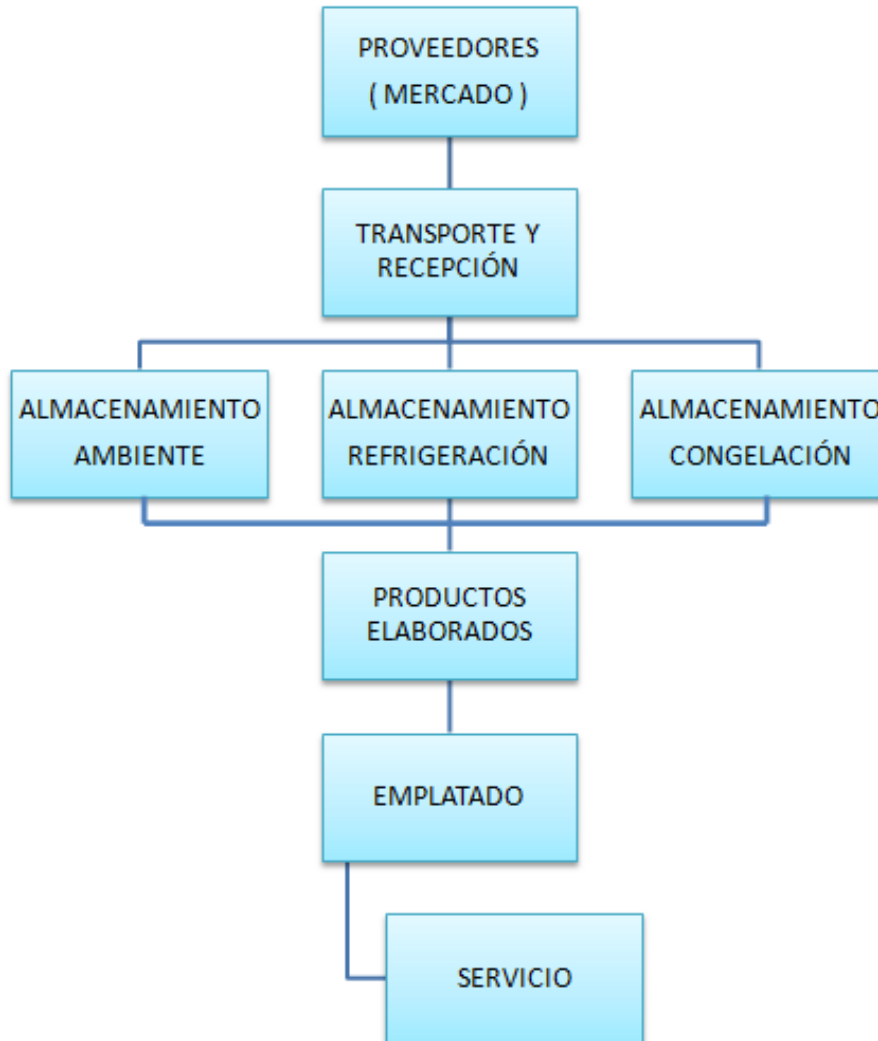 PROVEEDORES
( MERCADO )
TRANSPORTE Y
RECEPCIÓN
ALMACENAMIENTO
AMBIENTE
ALMACENAMIENTO
REFRIGERACIÓN
ALMACENAMIENTO
CONGELACIÓN
PRODUCTOS
ELABORADOS
EMPLATADO
SERVICIO